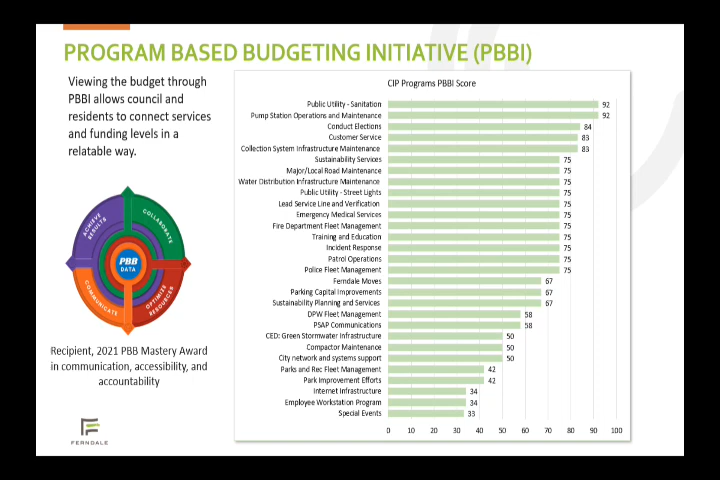 PROGRAM BASED BUDGETING INITIATIVE (PBBI)
Viewing the budget through
PBBI allows council and
residents to connect services
and funding levels in a
relatable way.
ACHIEVE
RESULTS
COLLABORATE
PBB
DATA
COMMUNICATE
OPTIMIZE
RESOURCES
Recipient, 2021 PBB Mastery Award
in communication, accessibility, and
accountability
FERNDALE
CIP Programs PBBI Score
Public Utility - Sanitation 92
Pump Station Operations and Maintenance 92
Conduct Elections 84
Customer Service 83
Collection System Infrastructure Maintenance 83
Sustainability Services 75
Major/Local Road Maintenance 75
Water Distribution Infrastructure Maintenance 75
Public Utility - Street Lights 75
Lead Service Line and Verification 75
Emergency Medical Services 75
Fire Department Fleet Management 75
Training and Education 75
Incident Response 75
Patrol Operations 75
Police Fleet Management 75
Ferndale Moves 67
Parking Capital Improvements 67
Sustainability Planning and Services 67
DPW Fleet Management 58
PSAP Communications 58
CED: Green Stormwater Infrastructure 50
Compactor Maintenance 50
City network and systems support 50
Parks and Rec Fleet Management 42
Park Improvement Efforts 42
Internet Infrastructure 34
Employee Workstation Program 34
Special Events 33
0 10 20 30 40 50 60 70 80 90 100